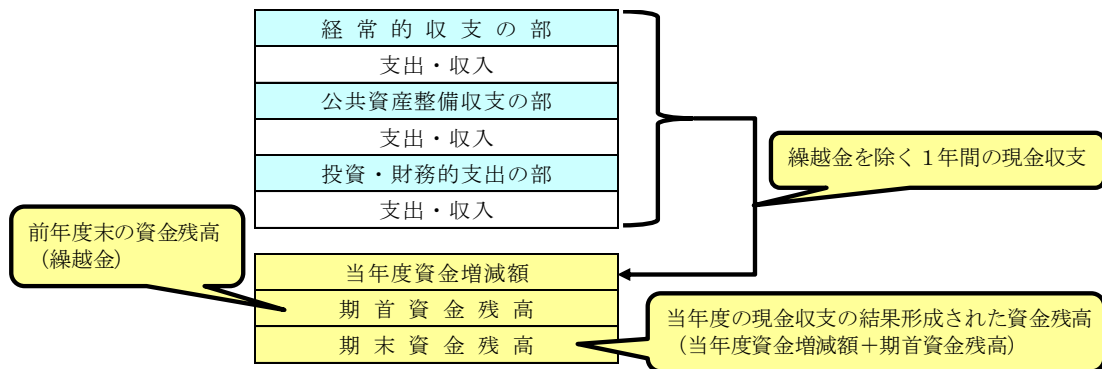 経常的収支の部
支出・収入
公共資産整備収支の部
支出・収入
投資・財務的支出の部
支出・収入
繰越金を除く１年間の現金収支
前年度末の資金残高
（繰越金）
当年度資金増減額
期首資金残高
期末資金残高
当年度の現金収支の結果形成された資金残高
（当年度資金増減額＋期首資金残高）